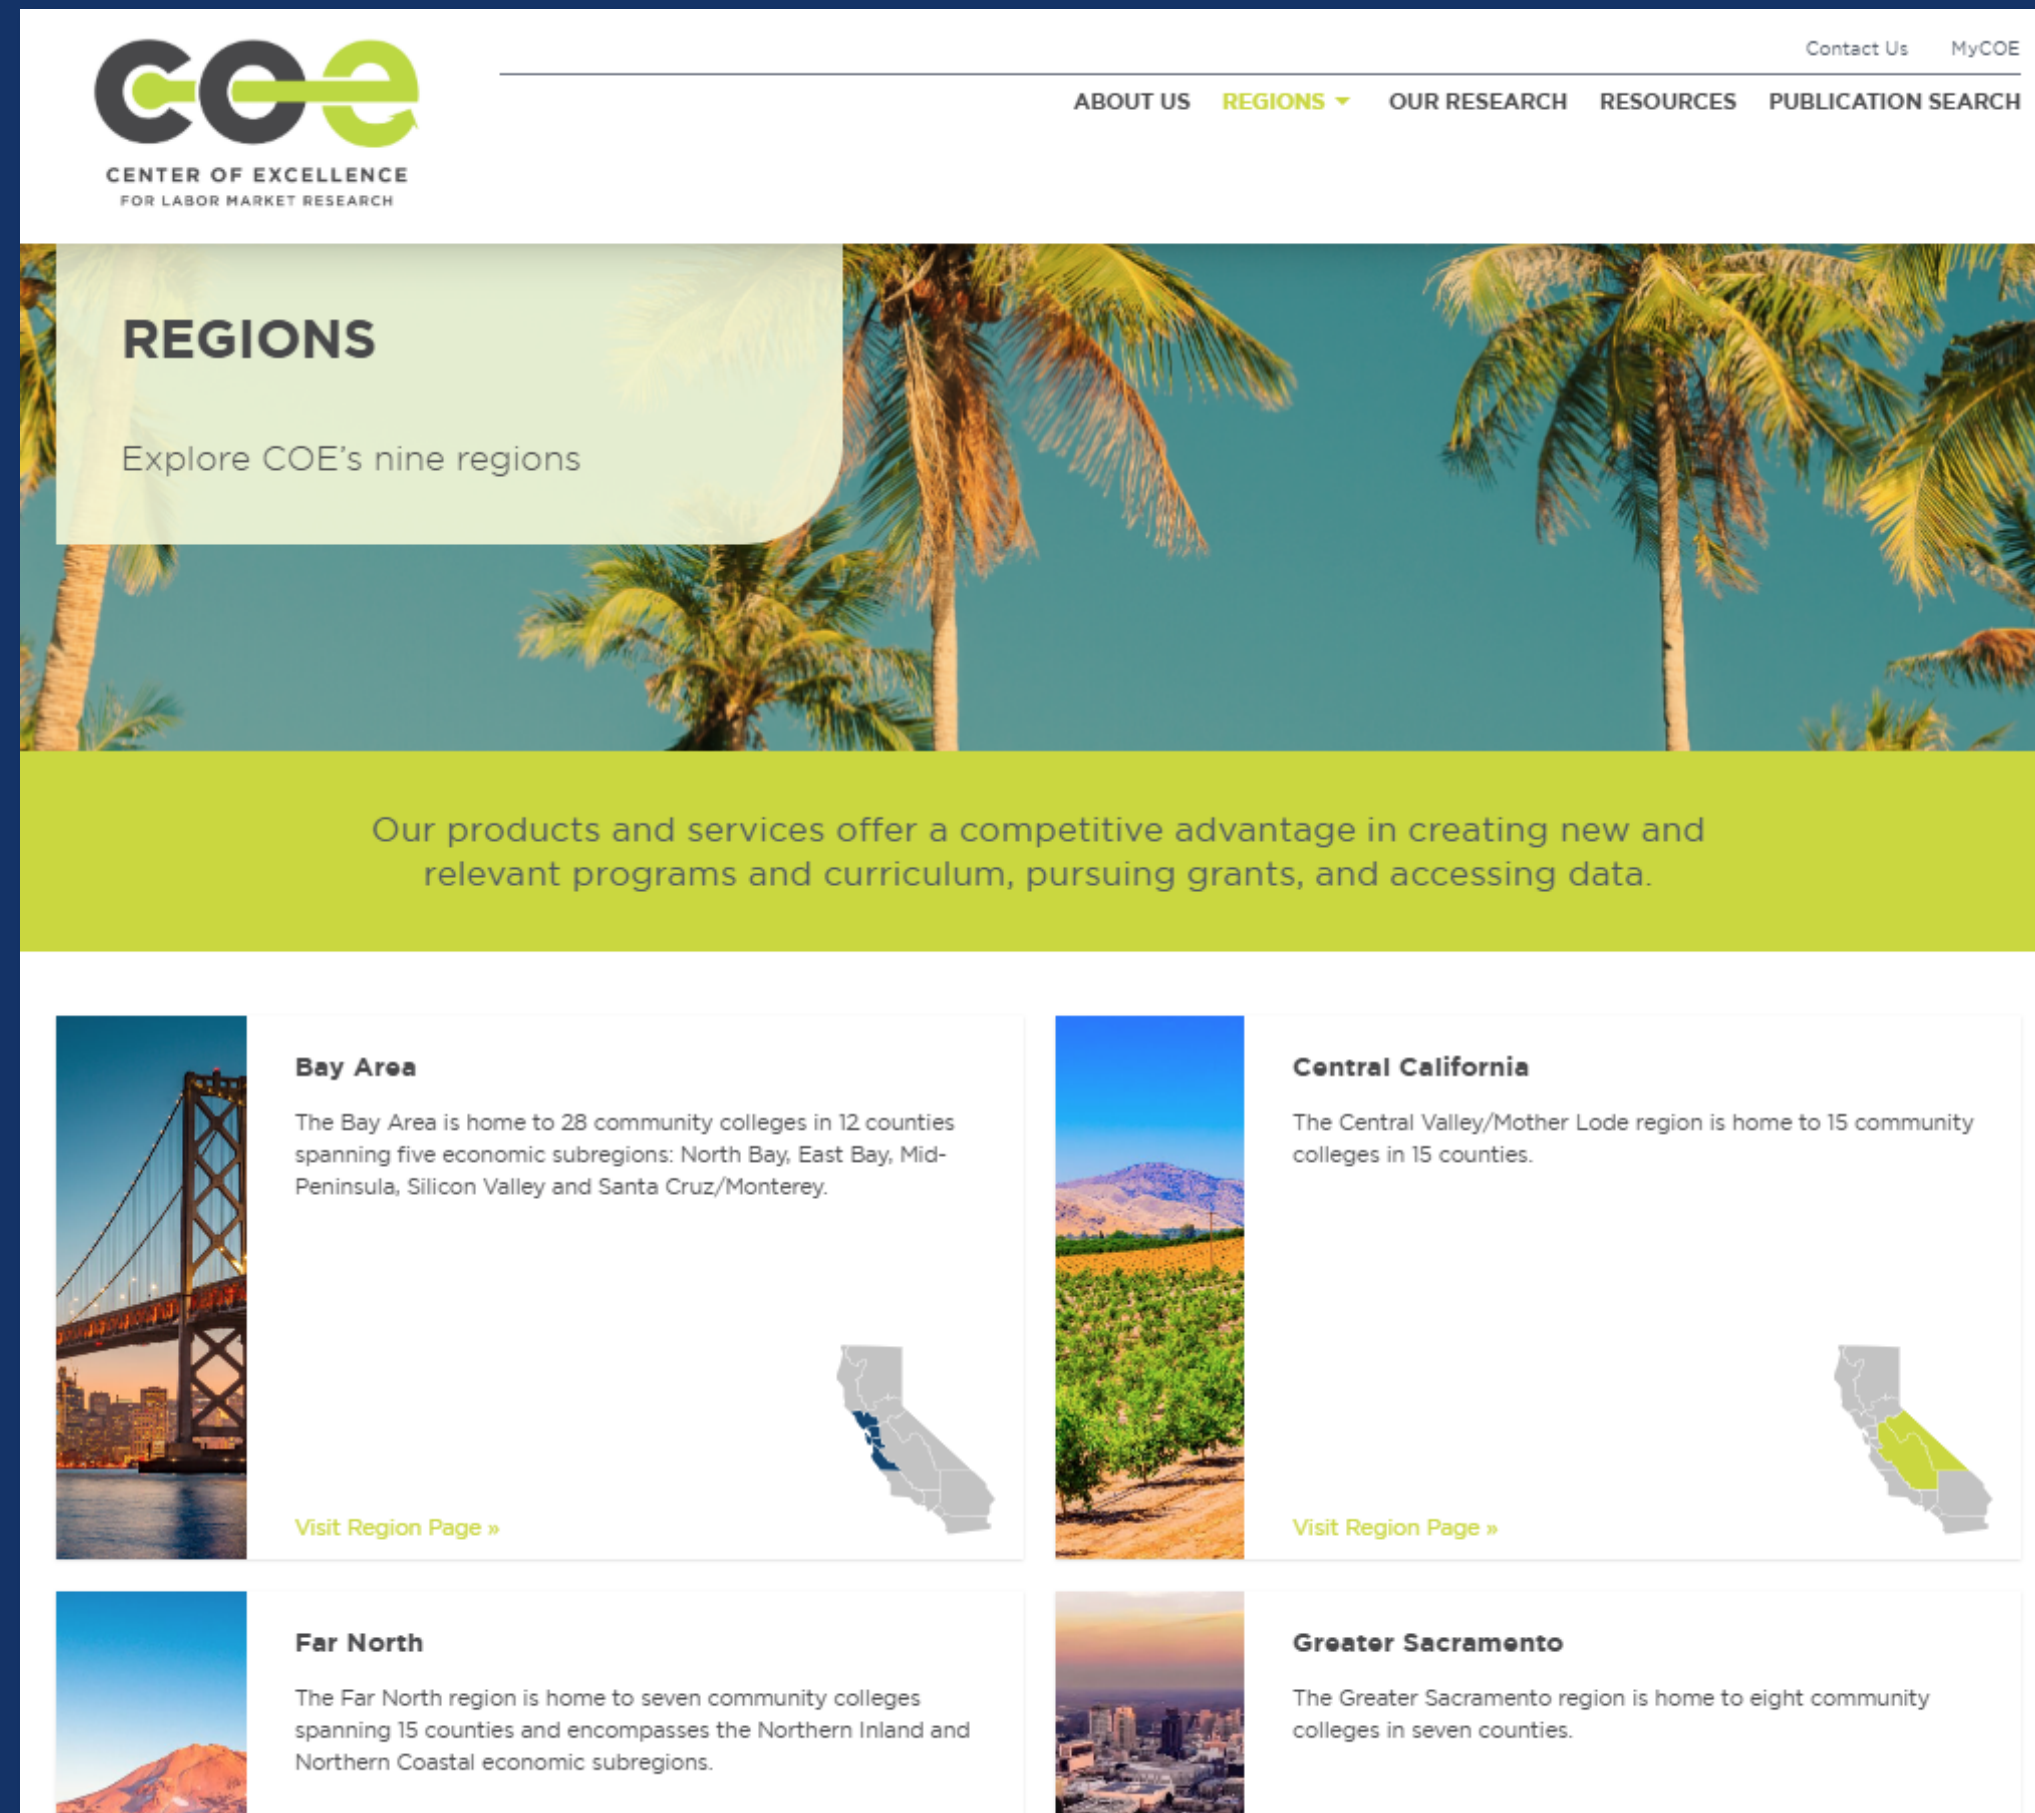 coe
CENTER OF EXCELLENCE
FOR LABOR MARKET RESEARCH
Contact Us MyCOE
ABOUT US REGIONS OUR RESEARCH RESOURCES PUBLICATION SEARCH
REGIONS
Explore COE's nine regions
Our products and services offer a competitive advantage in creating new and
relevant programs and curriculum, pursuing grants, and accessing data.
Bay Area
The Bay Area is home to 28 community colleges in 12 counties
spanning five economic subregions: North Bay, East Bay, Mid-
Peninsula, Silicon Valley and Santa Cruz/Monterey.
Visit Region Page »
Central California
The Central Valley/Mother Lode region is home to 15 community
colleges in 15 counties.
Visit Region Page »
Far North
The Far North region is home to seven community colleges
spanning 15 counties and encompasses the Northern Inland and
Northern Coastal economic subregions.
Greater Sacramento
The Greater Sacramento region is home to eight community
colleges in seven counties.